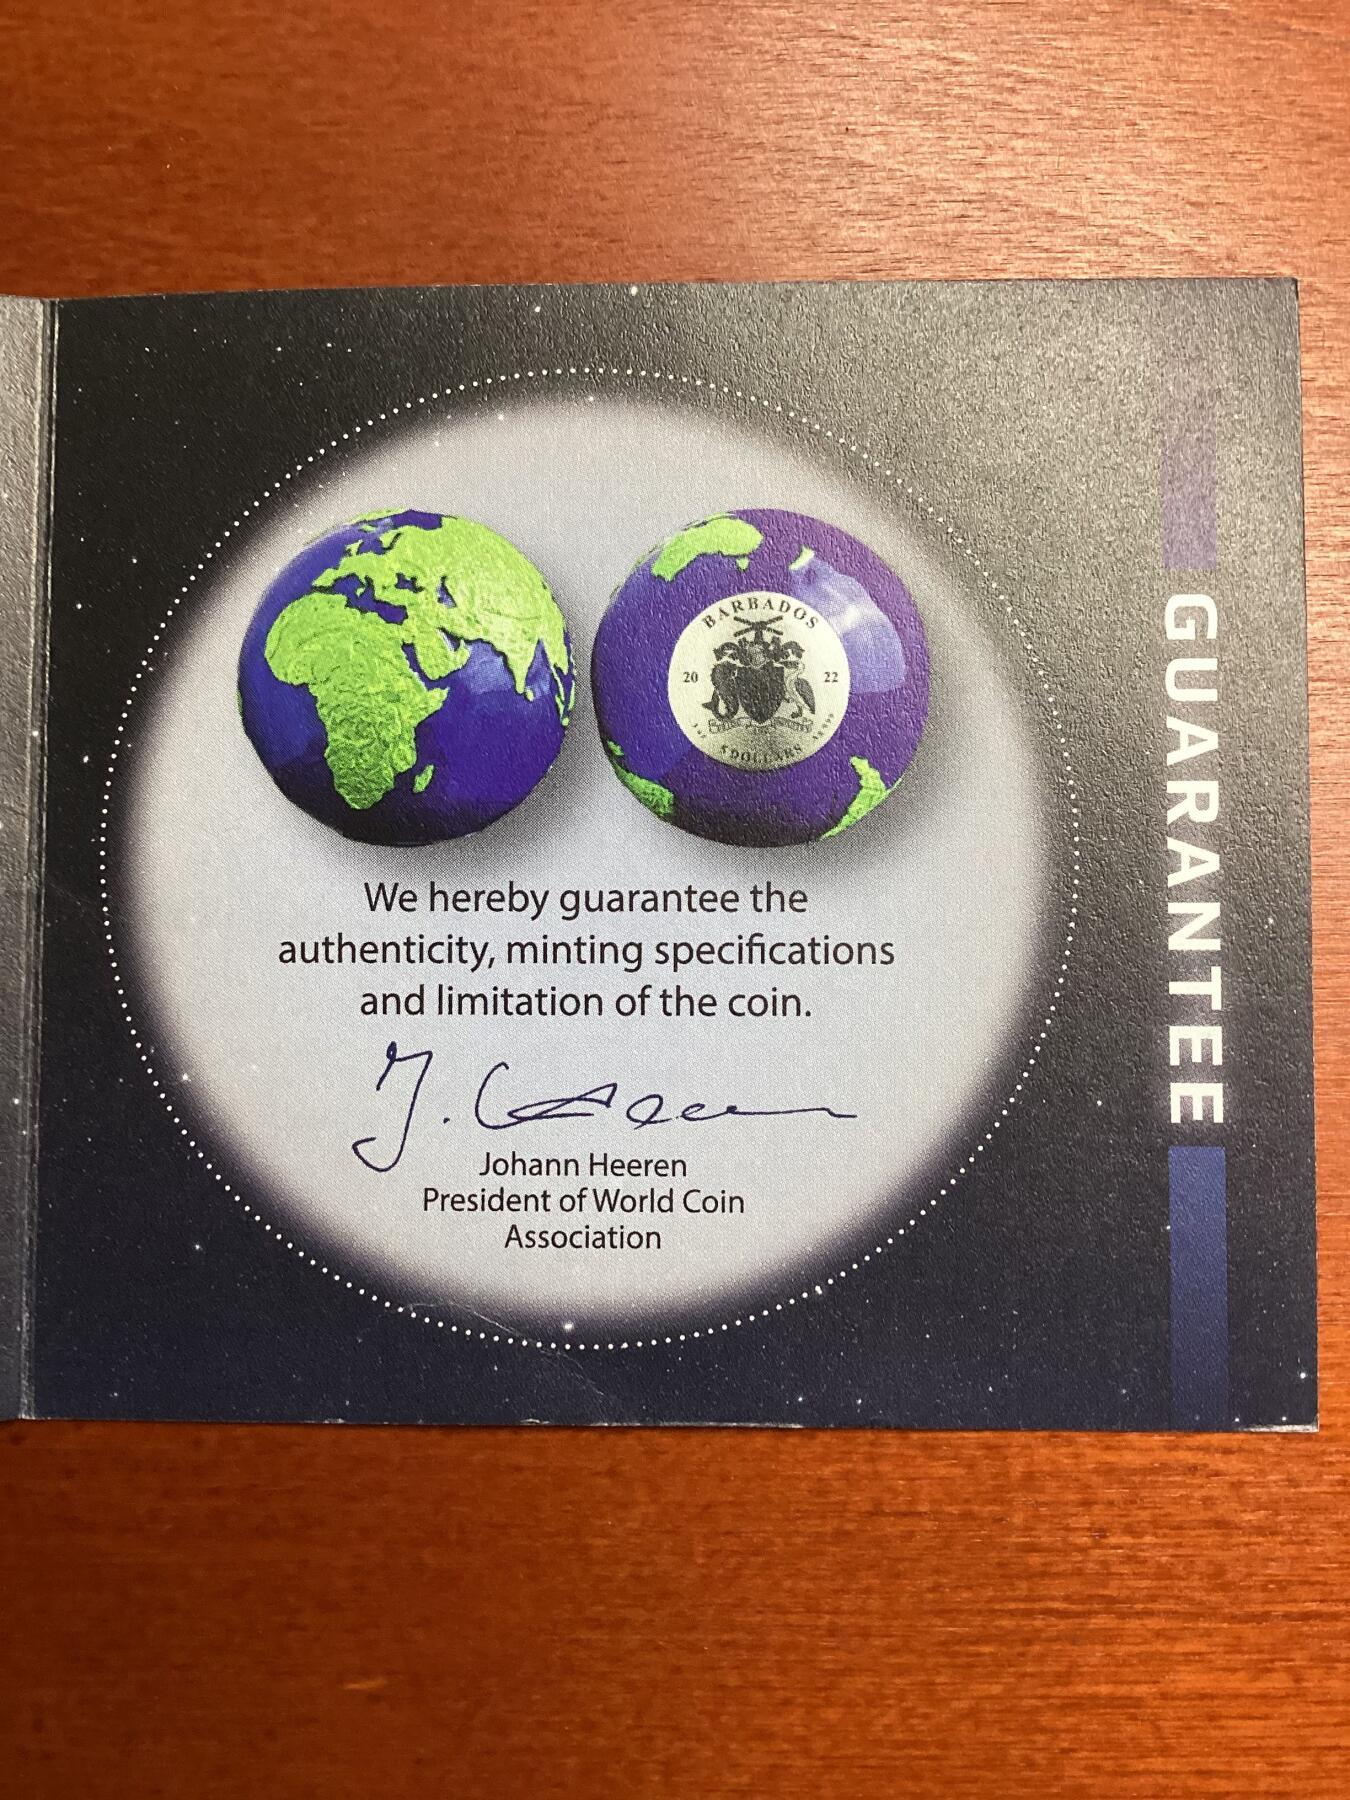 BARBADOS
20 22
5 DOLLARS
We hereby guarantee the
authenticity, minting specifications
and limitation of the coin.
Johann Heeren
President of World Coin
Association
GUARANTEE